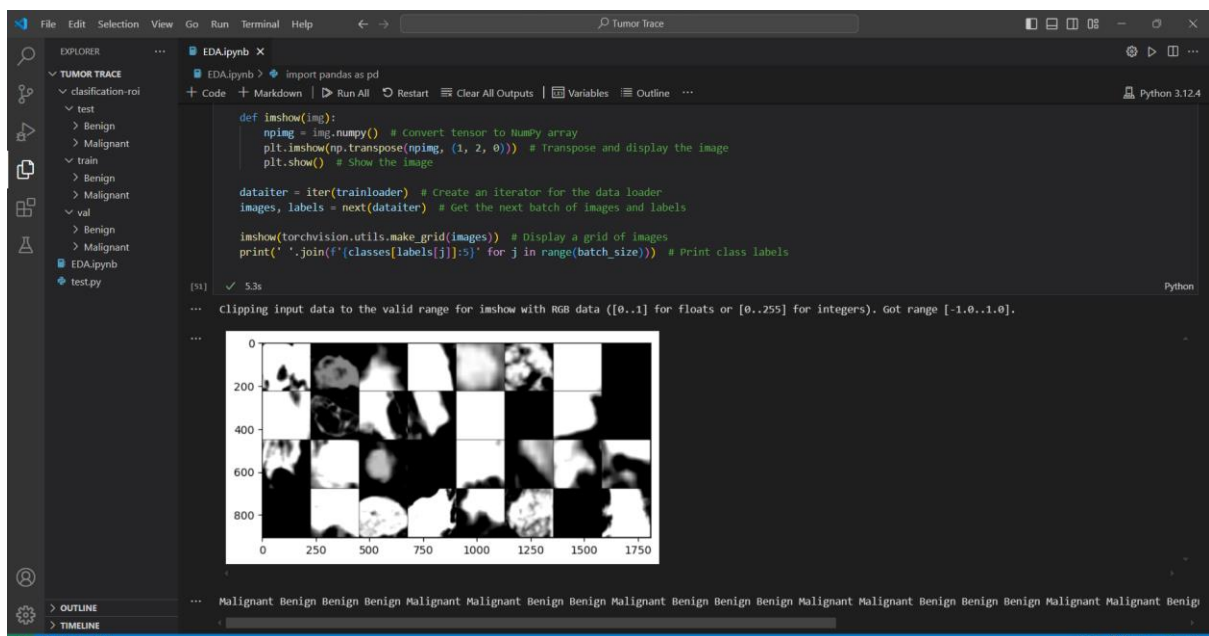 File Edit Selection View Go Run Terminal Help
Tumor Trace
EXPLORER
EDA.ipynb
TUMOR TRACE
EDA.ipynb > import pandas as pd
clasification-roi
+ Code + Markdown | Run All Restart Clear All Outputs | Variables Outline ... Python 3.12.4
test
Benign
Malignant
train
Benign
Malignant
val
Benign
Malignant
EDA.ipynb
test.py
def imshow(img):
npimg = img.numpy() # Convert tensor to NumPy array
plt.imshow(np.transpose(npimg, (1, 2, 0))) # Transpose and display the image
plt.show() # Show the image
dataiter = iter(trainloader) # Create an iterator for the data loader
images, labels = next(dataiter) # Get the next batch of images and labels
imshow(torchvision.utils.make_grid(images)) # Display a grid of images
print(' '.join(f'{classes[labels[j]]:5}' for j in range(batch_size))) # Print class labels
[51] 5.3s Python
Clipping input data to the valid range for imshow with RGB data ([0..1] for floats or [0..255] for integers). Got range [-1.0..1.0].
0
200
400
600
800
0 250 500 750 1000 1250 1500 1750
Malignant Benign Benign Benign Malignant Malignant Benign Benign Malignant Benign Benign Benign Malignant Malignant Benign Benign Benign Malignant Malignant Benig
OUTLINE
TIMELINE